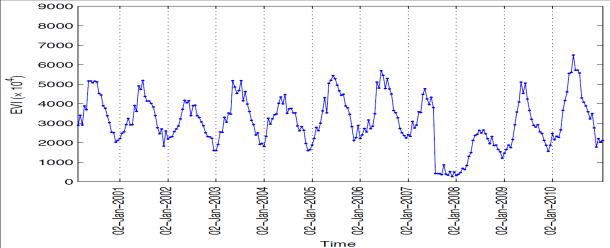 9000
8000
7000
6000
5000
4000
3000
2000
1000
0
EVI (x 10⁴)
02-Jan-2001
02-Jan-2002
02-Jan-2003
02-Jan-2004
02-Jan-2005
02-Jan-2006
02-Jan-2007
02-Jan-2008
02-Jan-2009
02-Jan-2010
Time